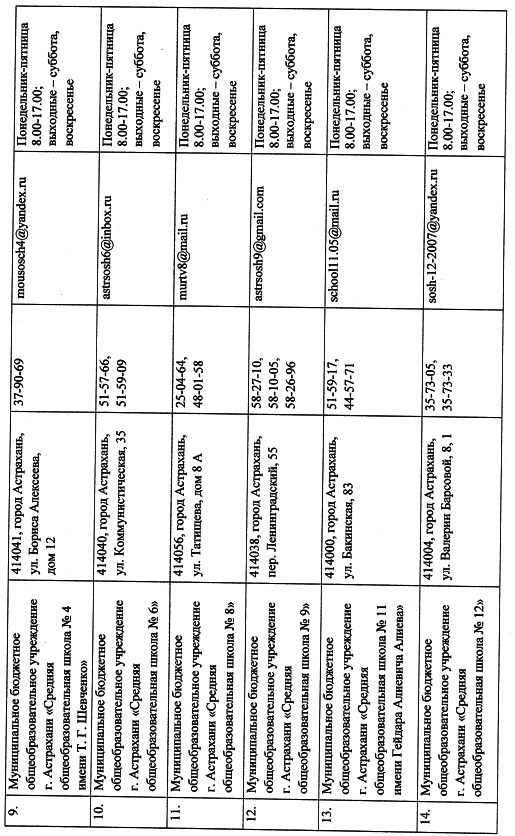 9.
Муниципальное бюджетное
общеобразовательное учреждение
г. Астрахани «Средняя
общеобразовательная школа № 4
имени Т. Г. Шевченко»
414041, город Астрахань,
ул. Бориса Алексеева,
дом 12
37-90-69
mousosch4@yandex.ru
Понедельник-пятница
8.00-17.00;
выходные – суббота,
воскресенье
10.
Муниципальное бюджетное
общеобразовательное учреждение
г. Астрахани «Средняя
общеобразовательная школа № 6»
414040, город Астрахань,
ул. Коммунистическая, 35
51-57-66,
51-59-09
astrsosh6@inbox.ru
Понедельник-пятница
8.00-17.00;
выходные – суббота,
воскресенье
11.
Муниципальное бюджетное
общеобразовательное учреждение
г. Астрахани «Средняя
общеобразовательная школа № 8»
414056, город Астрахань,
ул. Татищева, дом 8 А
25-04-64,
48-01-58
murtv8@mail.ru
Понедельник-пятница
8.00-17.00;
выходные – суббота,
воскресенье
12.
Муниципальное бюджетное
общеобразовательное учреждение
г. Астрахани «Средняя
общеобразовательная школа № 9»
414038, город Астрахань,
пер. Ленинградский, 55
58-27-10,
58-10-05,
58-26-96
astrsosh9@gmail.com
Понедельник-пятница
8.00-17.00;
выходные – суббота,
воскресенье
13.
Муниципальное бюджетное
общеобразовательное учреждение
г. Астрахани «Средняя
общеобразовательная школа № 11
имени Гейдара Алиевича Алиева»
414000, город Астрахань,
ул. Бакинская, 83
51-59-17,
44-57-71
school11.05@mail.ru
Понедельник-пятница
8.00-17.00;
выходные – суббота,
воскресенье
14.
Муниципальное бюджетное
общеобразовательное учреждение
г. Астрахани «Средняя
общеобразовательная школа № 12»
414004, город Астрахань,
ул. Валерии Барсовой, 8, 1
35-73-05,
35-73-33
sosh-12-2007@yandex.ru
Понедельник-пятница
8.00-17.00;
выходные – суббота,
воскресенье